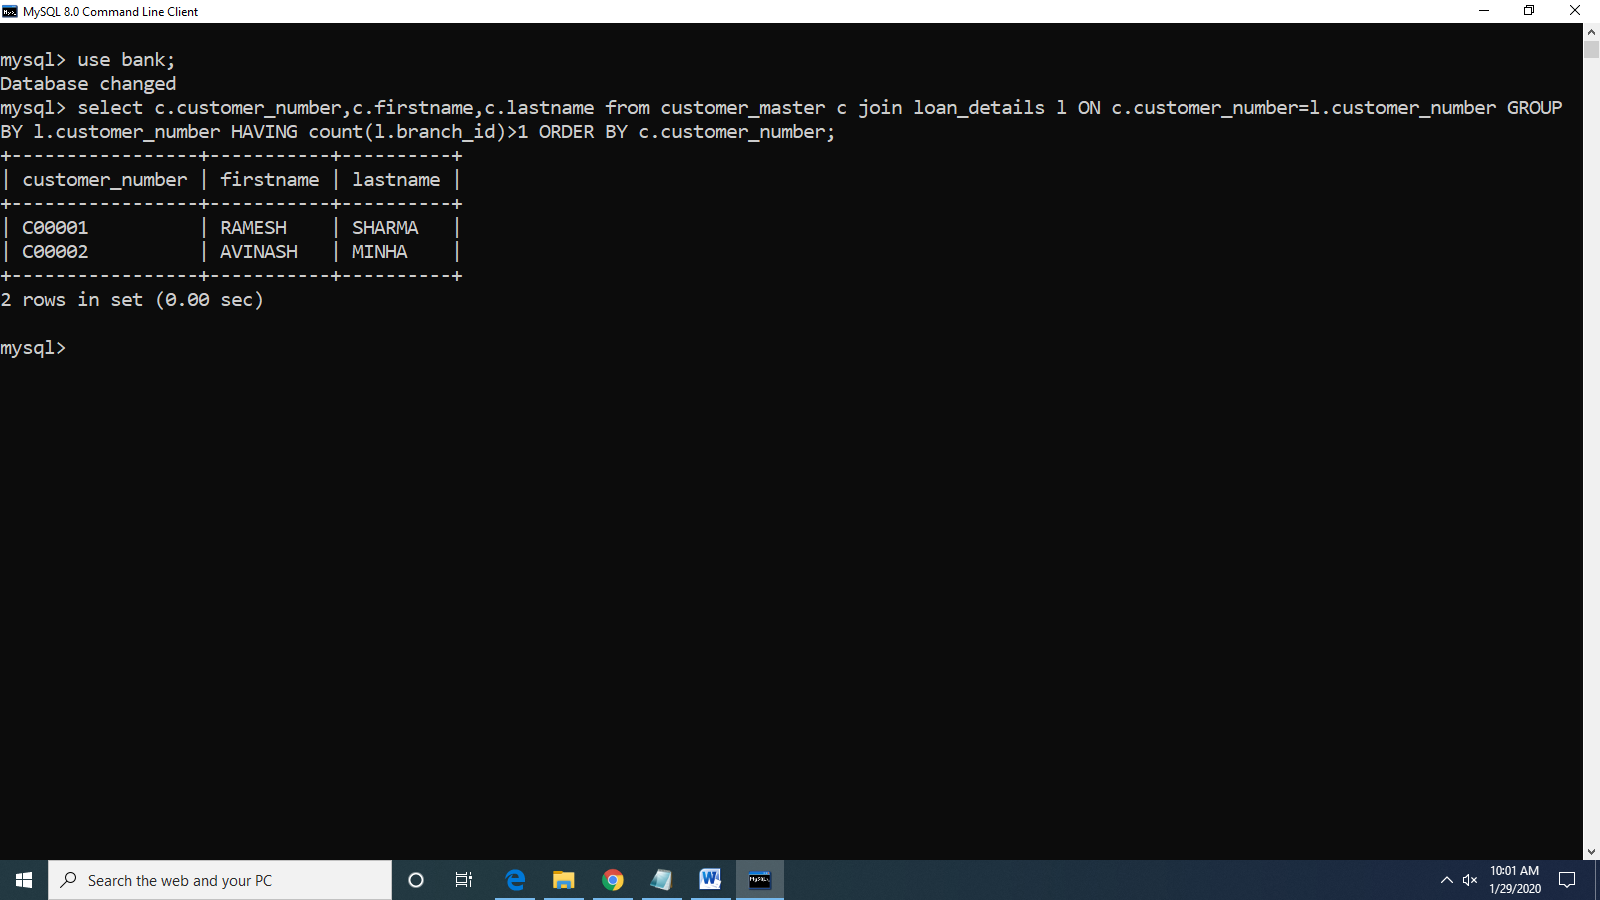 MySQL 8.0 Command Line Client
mysql> use bank;
Database changed
mysql> select c.customer_number,c.firstname,c.lastname from customer_master c join loan_details l ON c.customer_number=l.customer_number GROUP
BY l.customer_number HAVING count(l.branch_id)>1 ORDER BY c.customer_number;
+-----------------+-----------+----------+
| customer_number | firstname | lastname |
+-----------------+-----------+----------+
| C00001          | RAMESH    | SHARMA   |
| C00002          | AVINASH   | MINHA    |
+-----------------+-----------+----------+
2 rows in set (0.00 sec)
mysql>
Search the web and your PC
10:01 AM
1/29/2020